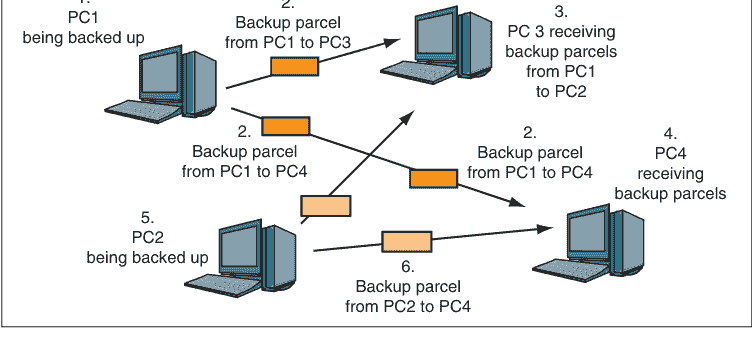 1.
PC1
being backed up
2.
Backup parcel
from PC1 to PC3
3.
PC 3 receiving
backup parcels
from PC1
to PC2
2.
Backup parcel
from PC1 to PC4
2.
Backup parcel
from PC1 to PC4
4.
PC4
receiving
backup parcels
5.
PC2
being backed up
6.
Backup parcel
from PC2 to PC4